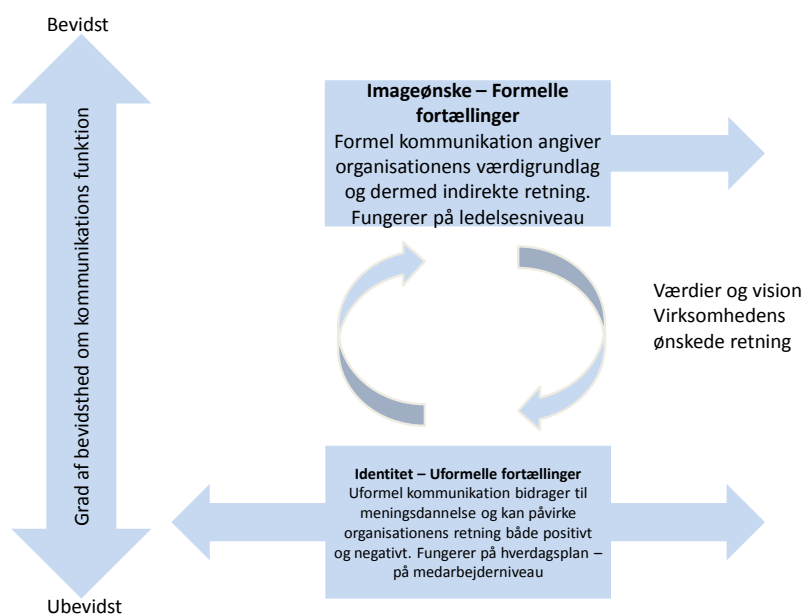 Bevidst
Grad af bevidsthed om kommunikations funktion
Ubevidst
Imageønske – Formelle
fortællinger
Formel kommunikation angiver
organisationens værdigrundlag
og dermed indirekte retning.
Fungerer på ledelsesniveau
Værdier og vision
Virksomhedens
ønskede retning
Identitet – Uformelle fortællinger
Uformel kommunikation bidrager til
meningsdannelse og kan påvirke
organisationens retning både positivt
og negativt. Fungerer på hverdagsplan –
på medarbejderniveau